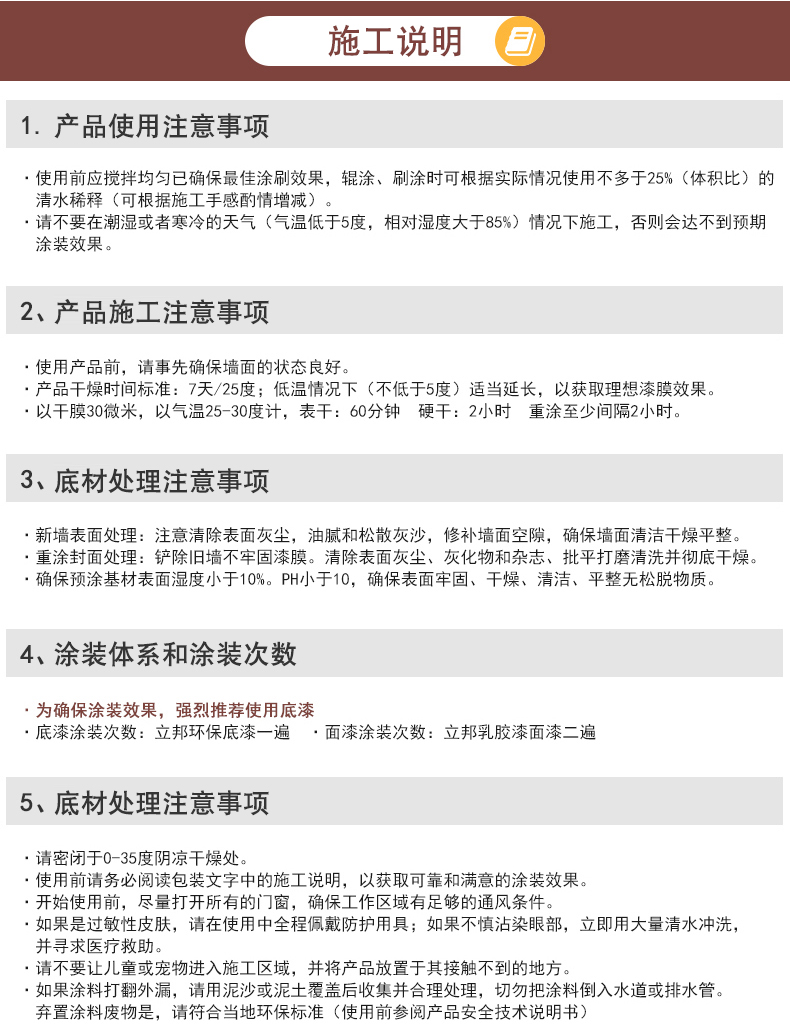 施工说明
1. 产品使用注意事项
·使用前应搅拌均匀已确保最佳涂刷效果，辊涂、刷涂时可根据实际情况使用不多于25%（体积比）的
清水稀释（可根据施工手感酌情增减）。
·请不要在潮湿或者寒冷的天气（气温低于5度，相对湿度大于85%）情况下施工，否则会达不到预期
涂装效果。
2、产品施工注意事项
·使用产品前，请事先确保墙面的状态良好。
·产品干燥时间标准：7天/25度；低温情况下（不低于5度）适当延长，以获取理想漆膜效果。
·以干膜30微米，以气温25-30度计，表干：60分钟 硬干：2小时 重涂至少间隔2小时。
3、底材处理注意事项
·新墙表面处理：注意清除表面灰尘，油腻和松散灰沙，修补墙面空隙，确保墙面清洁干燥平整。
·重涂封面处理：铲除旧墙不牢固漆膜。清除表面灰尘、灰化物和杂志、批平打磨清洗并彻底干燥。
·确保预涂基材表面湿度小于10%。PH小于10，确保表面牢固、干燥、清洁、平整无松脱物质。
4、涂装体系和涂装次数
·为确保涂装效果，强烈推荐使用底漆
·底漆涂装次数：立邦环保底漆一遍 ·面漆涂装次数：立邦乳胶漆面漆二遍
5、底材处理注意事项
·请密闭于0-35度阴凉干燥处。
·使用前请务必阅读包装文字中的施工说明，以获取可靠和满意的涂装效果。
·开始使用前，尽量打开所有的门窗，确保工作区域有足够的通风条件。
·如果是过敏性皮肤，请在使用中全程佩戴防护用具；如果不慎沾染眼部，立即用大量清水冲洗，
并寻求医疗救助。
·请不要让儿童或宠物进入施工区域，并将产品放置于其接触不到的地方。
·如果涂料打翻外漏，请用泥沙或泥土覆盖后收集并合理处理，切勿把涂料倒入水道或排水管。
弃置涂料废物是，请符合当地环保标准（使用前参阅产品安全技术说明书）